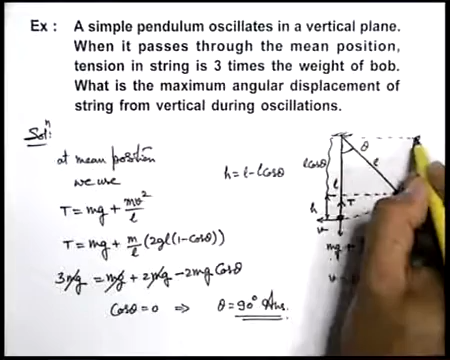 Ex : A simple pendulum oscillates in a vertical plane.
When it passes through the mean position,
tension in string is 3 times the weight of bob.
What is the maximum angular displacement of
string from vertical during oscillations.
Solⁿ
at mean position
we use
h = l - lcosθ
T = mg + mv²/l
T = mg + m/l (2gl(1-cosθ))
3mg = mg + 2mg - 2mg Cosθ
Cosθ = 0 ⇒ θ = 90° Ans.
θ
lcosθ
l
l
h
T
v
mg